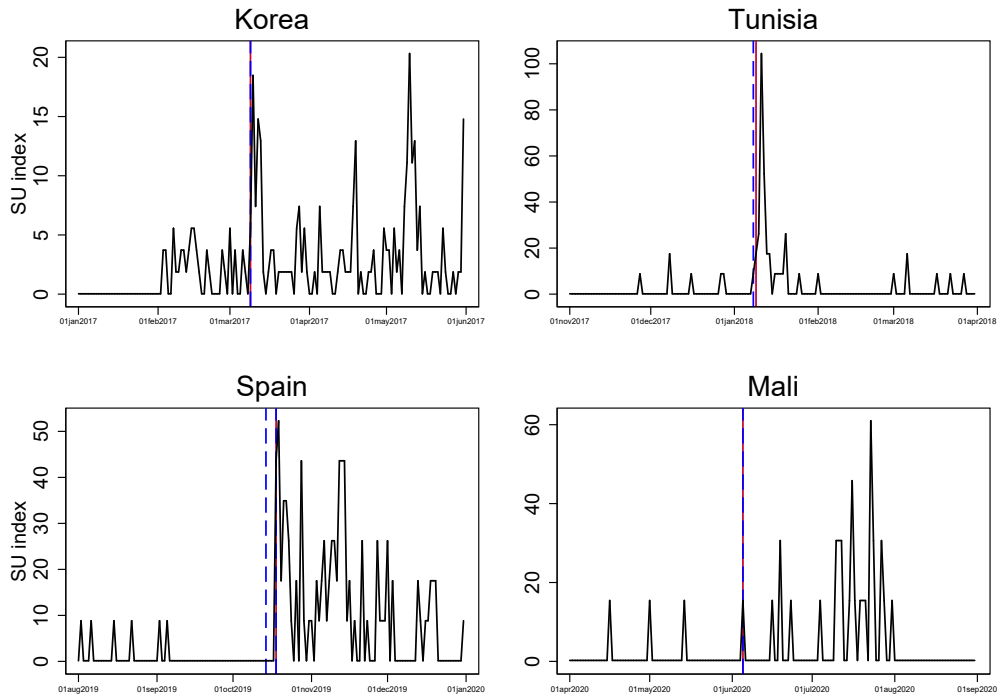 Korea
SU index
20
15
10
5
0
01jan2017 01feb2017 01mar2017 01apr2017 01may2017 01jun2017
Tunisia
100
80
60
40
20
0
01nov2017 01dec2017 01jan2018 01feb2018 01mar2018 01apr2018
Spain
SU index
50
40
30
20
10
0
01aug2019 01sep2019 01oct2019 01nov2019 01dec2019 01jan2020
Mali
60
40
20
0
01apr2020 01may2020 01jun2020 01jul2020 01aug2020 01sep2020